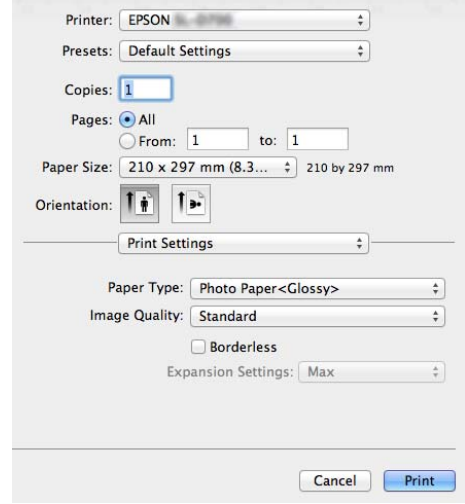 Printer: EPSON
Presets: Default Settings
Copies: 1
Pages: All
From: 1 to: 1
Paper Size: 210 x 297 mm (8.3... 210 by 297 mm
Orientation:
Print Settings
Paper Type: Photo Paper<Glossy>
Image Quality: Standard
Borderless
Expansion Settings: Max
Cancel Print